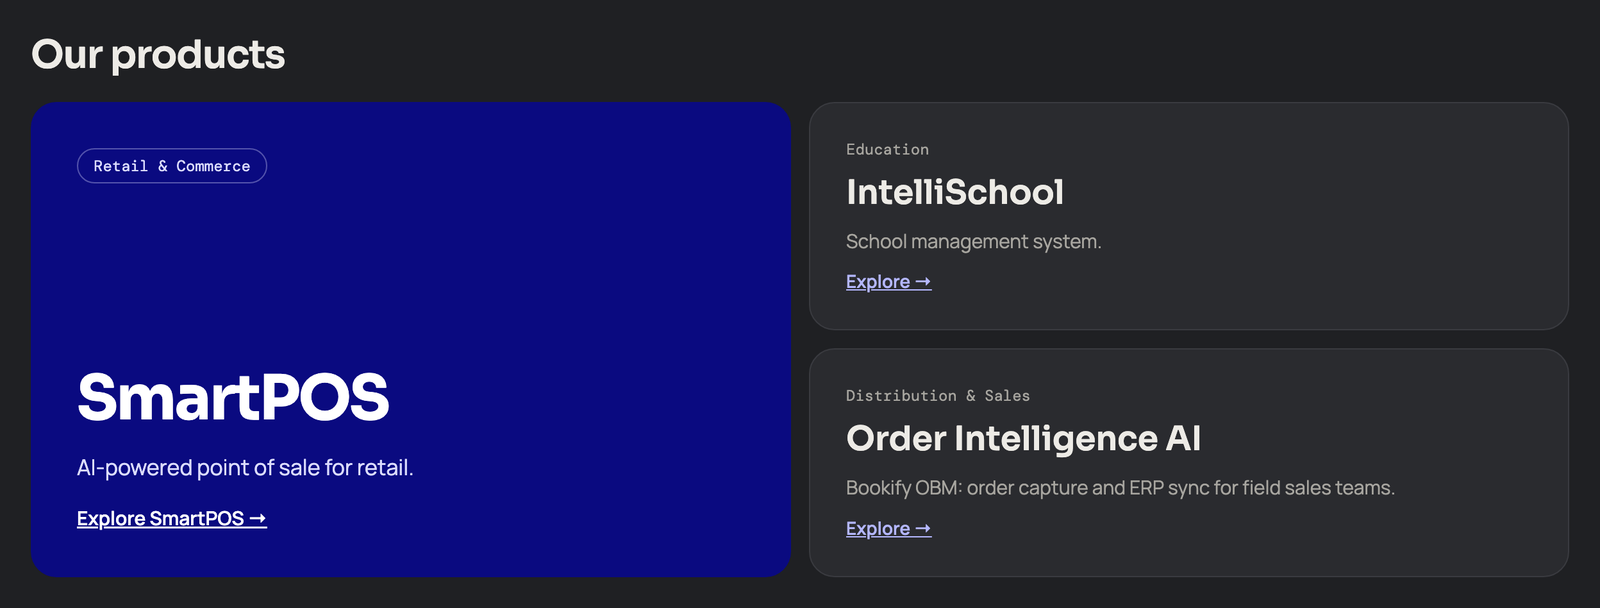 Our products
Retail & Commerce
SmartPOS
AI-powered point of sale for retail.
Explore SmartPOS →
Education
IntelliSchool
School management system.
Explore →
Distribution & Sales
Order Intelligence AI
Bookify OBM: order capture and ERP sync for field sales teams.
Explore →